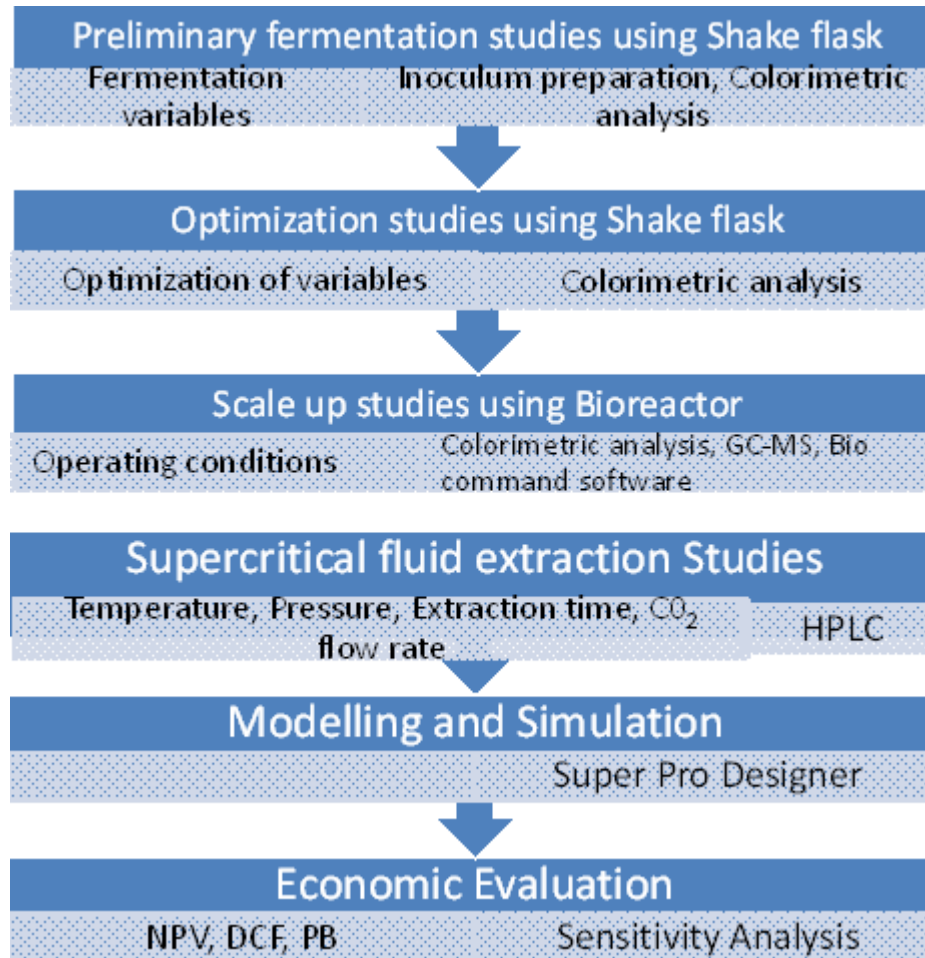 Preliminary fermentation studies using Shake flask
Fermentation
variables
Inoculum preparation, Colorimetric
analysis
Optimization studies using Shake flask
Optimization of variables
Colorimetric analysis
Scale up studies using Bioreactor
Operating conditions
Colorimetric analysis, GC-MS, Bio
command software
Supercritical fluid extraction Studies
Temperature, Pressure, Extraction time, CO₂
flow rate
HPLC
Modelling and Simulation
Super Pro Designer
Economic Evaluation
NPV, DCF, PB
Sensitivity Analysis